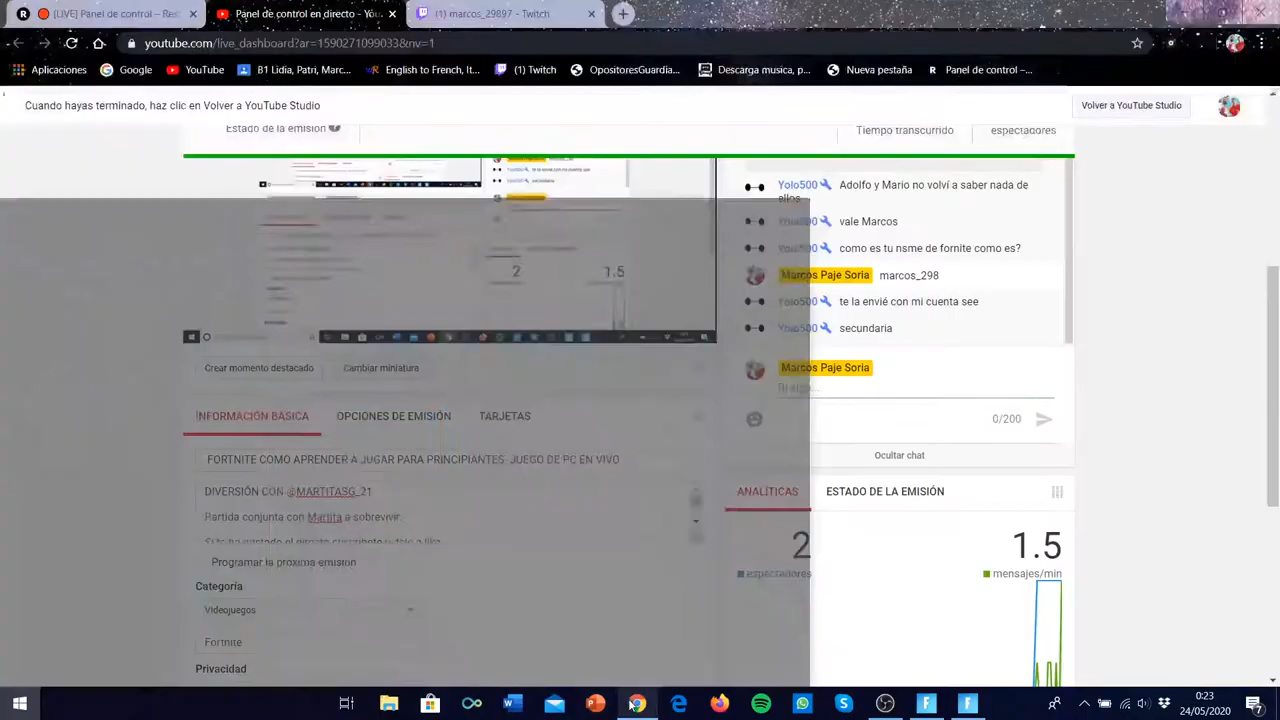 [LIVE] Panel de control – Res
Panel de control en directo - You
(1) marcos_29897 - Twitch
youtube.com/live_dashboard?ar=1590271099033&nv=1
Aplicaciones
Google
YouTube
B1 Lidia, Patri, Marc...
English to French, It...
(1) Twitch
OpositoresGuardia...
Descarga musica, p...
Nueva pestaña
Panel de control –...
Cuando hayas terminado, haz clic en Volver a YouTube Studio
Volver a YouTube Studio
Estado de la emisión
Tiempo transcurrido
espectadores
Yolo500 Adolfo y Mario no volví a saber nada de
ellos
Yolo500 vale Marcos
Yolo500 como es tu nsme de fornite como es?
Marcos Paje Soria marcos_298
Yolo500 te la envié con mi cuenta see
Yolo500 secundaria
2
1.5
Crear momento destacado
Cambiar miniatura
Marcos Paje Soria
0/200
Ocultar chat
INFORMACIÓN BÁSICA
OPCIONES DE EMISIÓN
TARJETAS
FORTNITE COMO APRENDER A JUGAR PARA PRINCIPIANTES- JUEGO DE PC EN VIVO
DIVERSIÓN CON @MARTITASG_21
Partida conjunta con Martita a sobrevivir.
Programar la próxima emisión
Categoría
Videojuegos
Fortnite
Privacidad
ANALÍTICAS
ESTADO DE LA EMISIÓN
2
espectadores
1.5
mensajes/min
0:23
24/05/2020